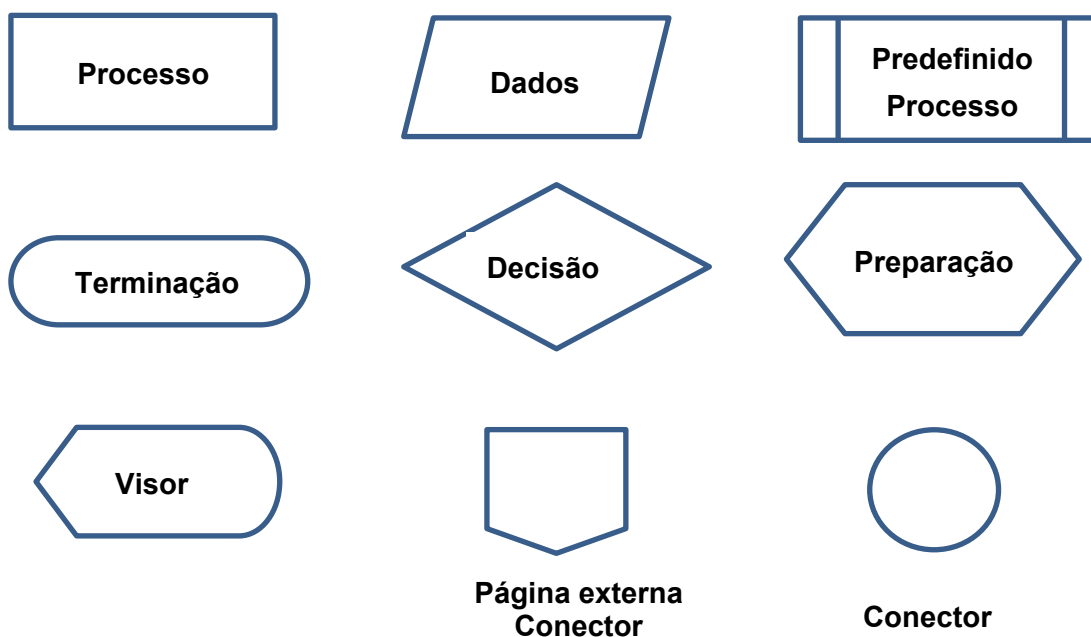 Processo
Dados
Predefinido
Processo
Terminação
Decisão
Preparação
Visor
Página externa
Conector
Conector